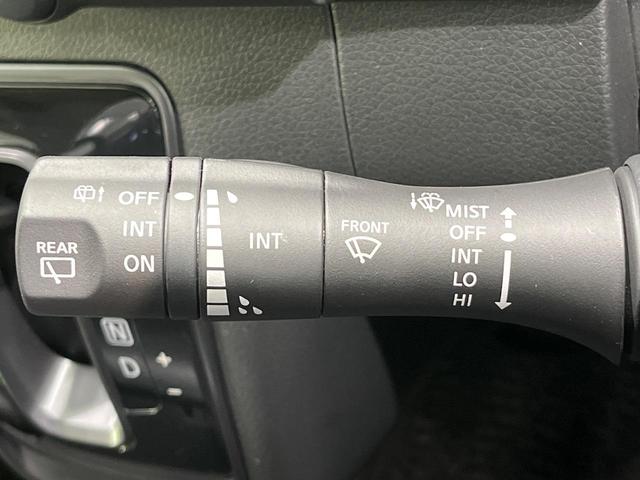 REAR
OFF
INT
ON
INT
FRONT
MIST
OFF
INT
LO
HI
N
D
+
-